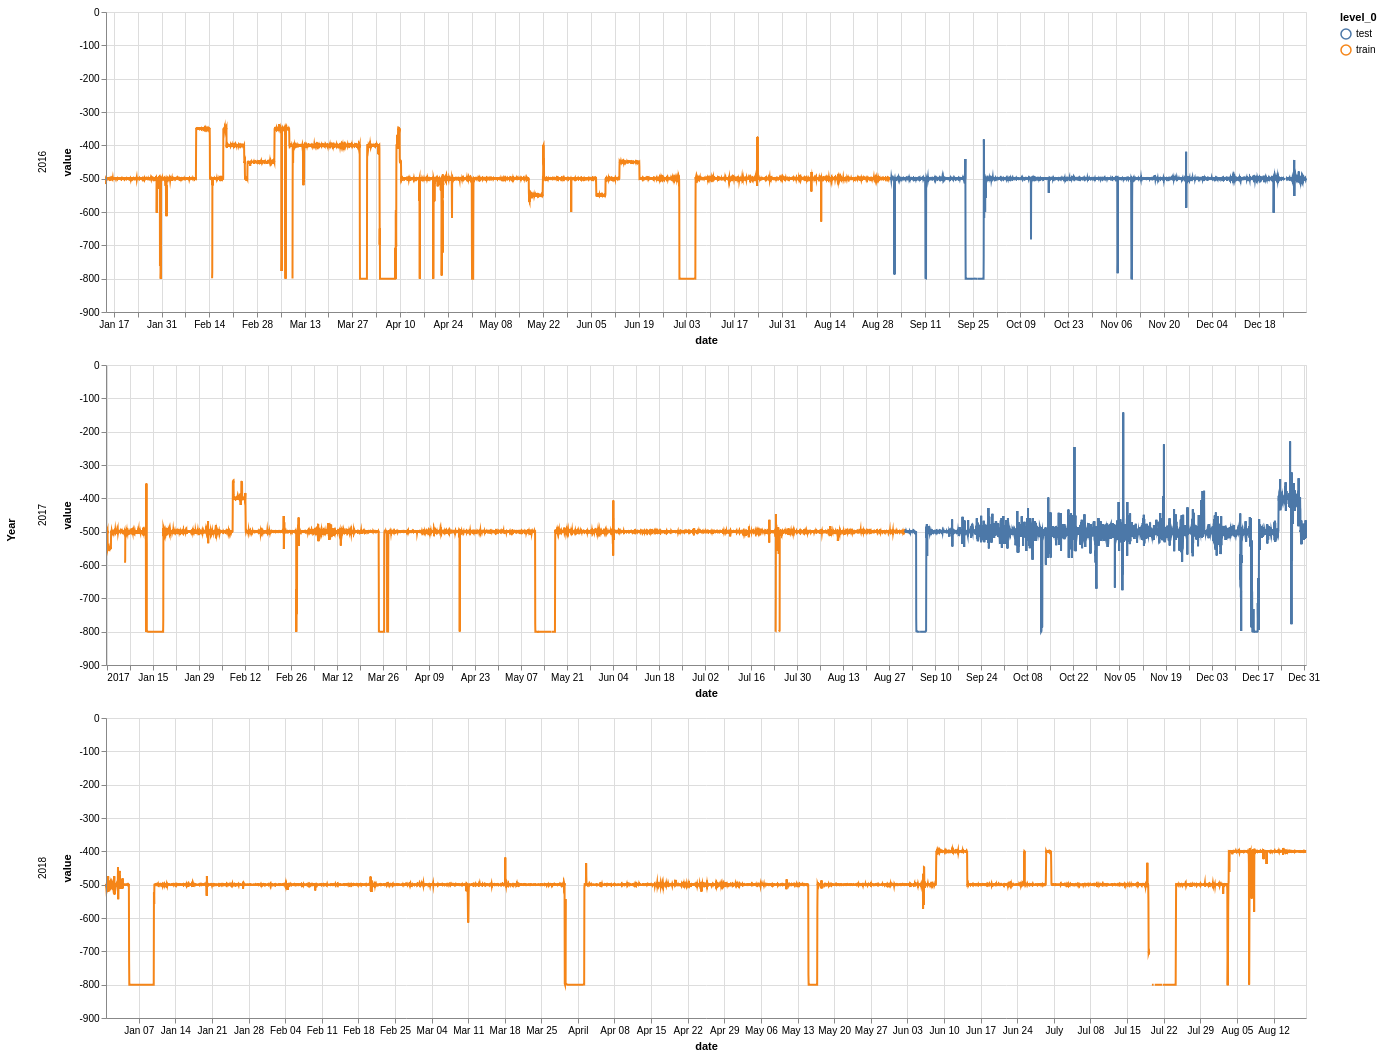 level_0
test
train
0
-100
-200
-300
-400
-500
-600
-700
-800
-900
value
2016
Jan 17 Jan 31 Feb 14 Feb 28 Mar 13 Mar 27 Apr 10 Apr 24 May 08 May 22 Jun 05 Jun 19 Jul 03 Jul 17 Jul 31 Aug 14 Aug 28 Sep 11 Sep 25 Oct 09 Oct 23 Nov 06 Nov 20 Dec 04 Dec 18
date
0
-100
-200
-300
-400
-500
-600
-700
-800
-900
value
2017
Year
2017 Jan 15 Jan 29 Feb 12 Feb 26 Mar 12 Mar 26 Apr 09 Apr 23 May 07 May 21 Jun 04 Jun 18 Jul 02 Jul 16 Jul 30 Aug 13 Aug 27 Sep 10 Sep 24 Oct 08 Oct 22 Nov 05 Nov 19 Dec 03 Dec 17 Dec 31
date
0
-100
-200
-300
-400
-500
-600
-700
-800
-900
value
2018
Jan 07 Jan 14 Jan 21 Jan 28 Feb 04 Feb 11 Feb 18 Feb 25 Mar 04 Mar 11 Mar 18 Mar 25 April Apr 08 Apr 15 Apr 22 Apr 29 May 06 May 13 May 20 May 27 Jun 03 Jun 10 Jun 17 Jun 24 July Jul 08 Jul 15 Jul 22 Jul 29 Aug 05 Aug 12
date